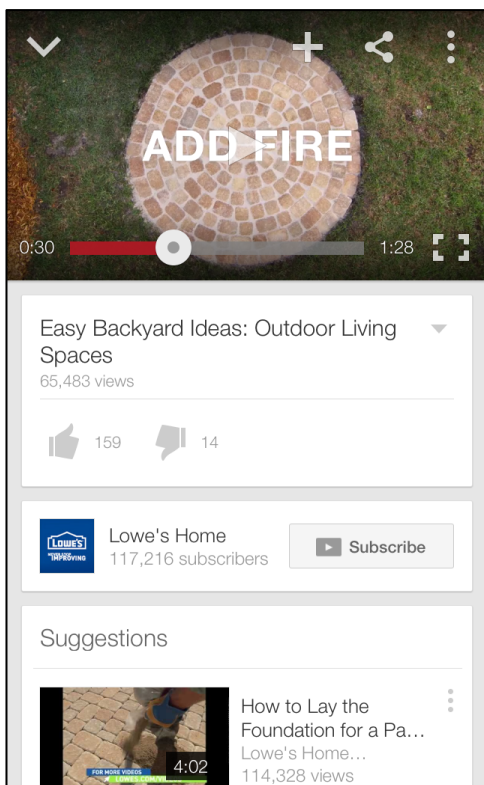 ADD FIRE
0:30
1:28
Easy Backyard Ideas: Outdoor Living
Spaces
65,483 views
159
14
LOWE'S
NEVER STOP
IMPROVING
Lowe's Home
117,216 subscribers
Subscribe
Suggestions
How to Lay the
Foundation for a Pa…
Lowe's Home…
114,328 views
4:02
FOR MORE VIDEOS